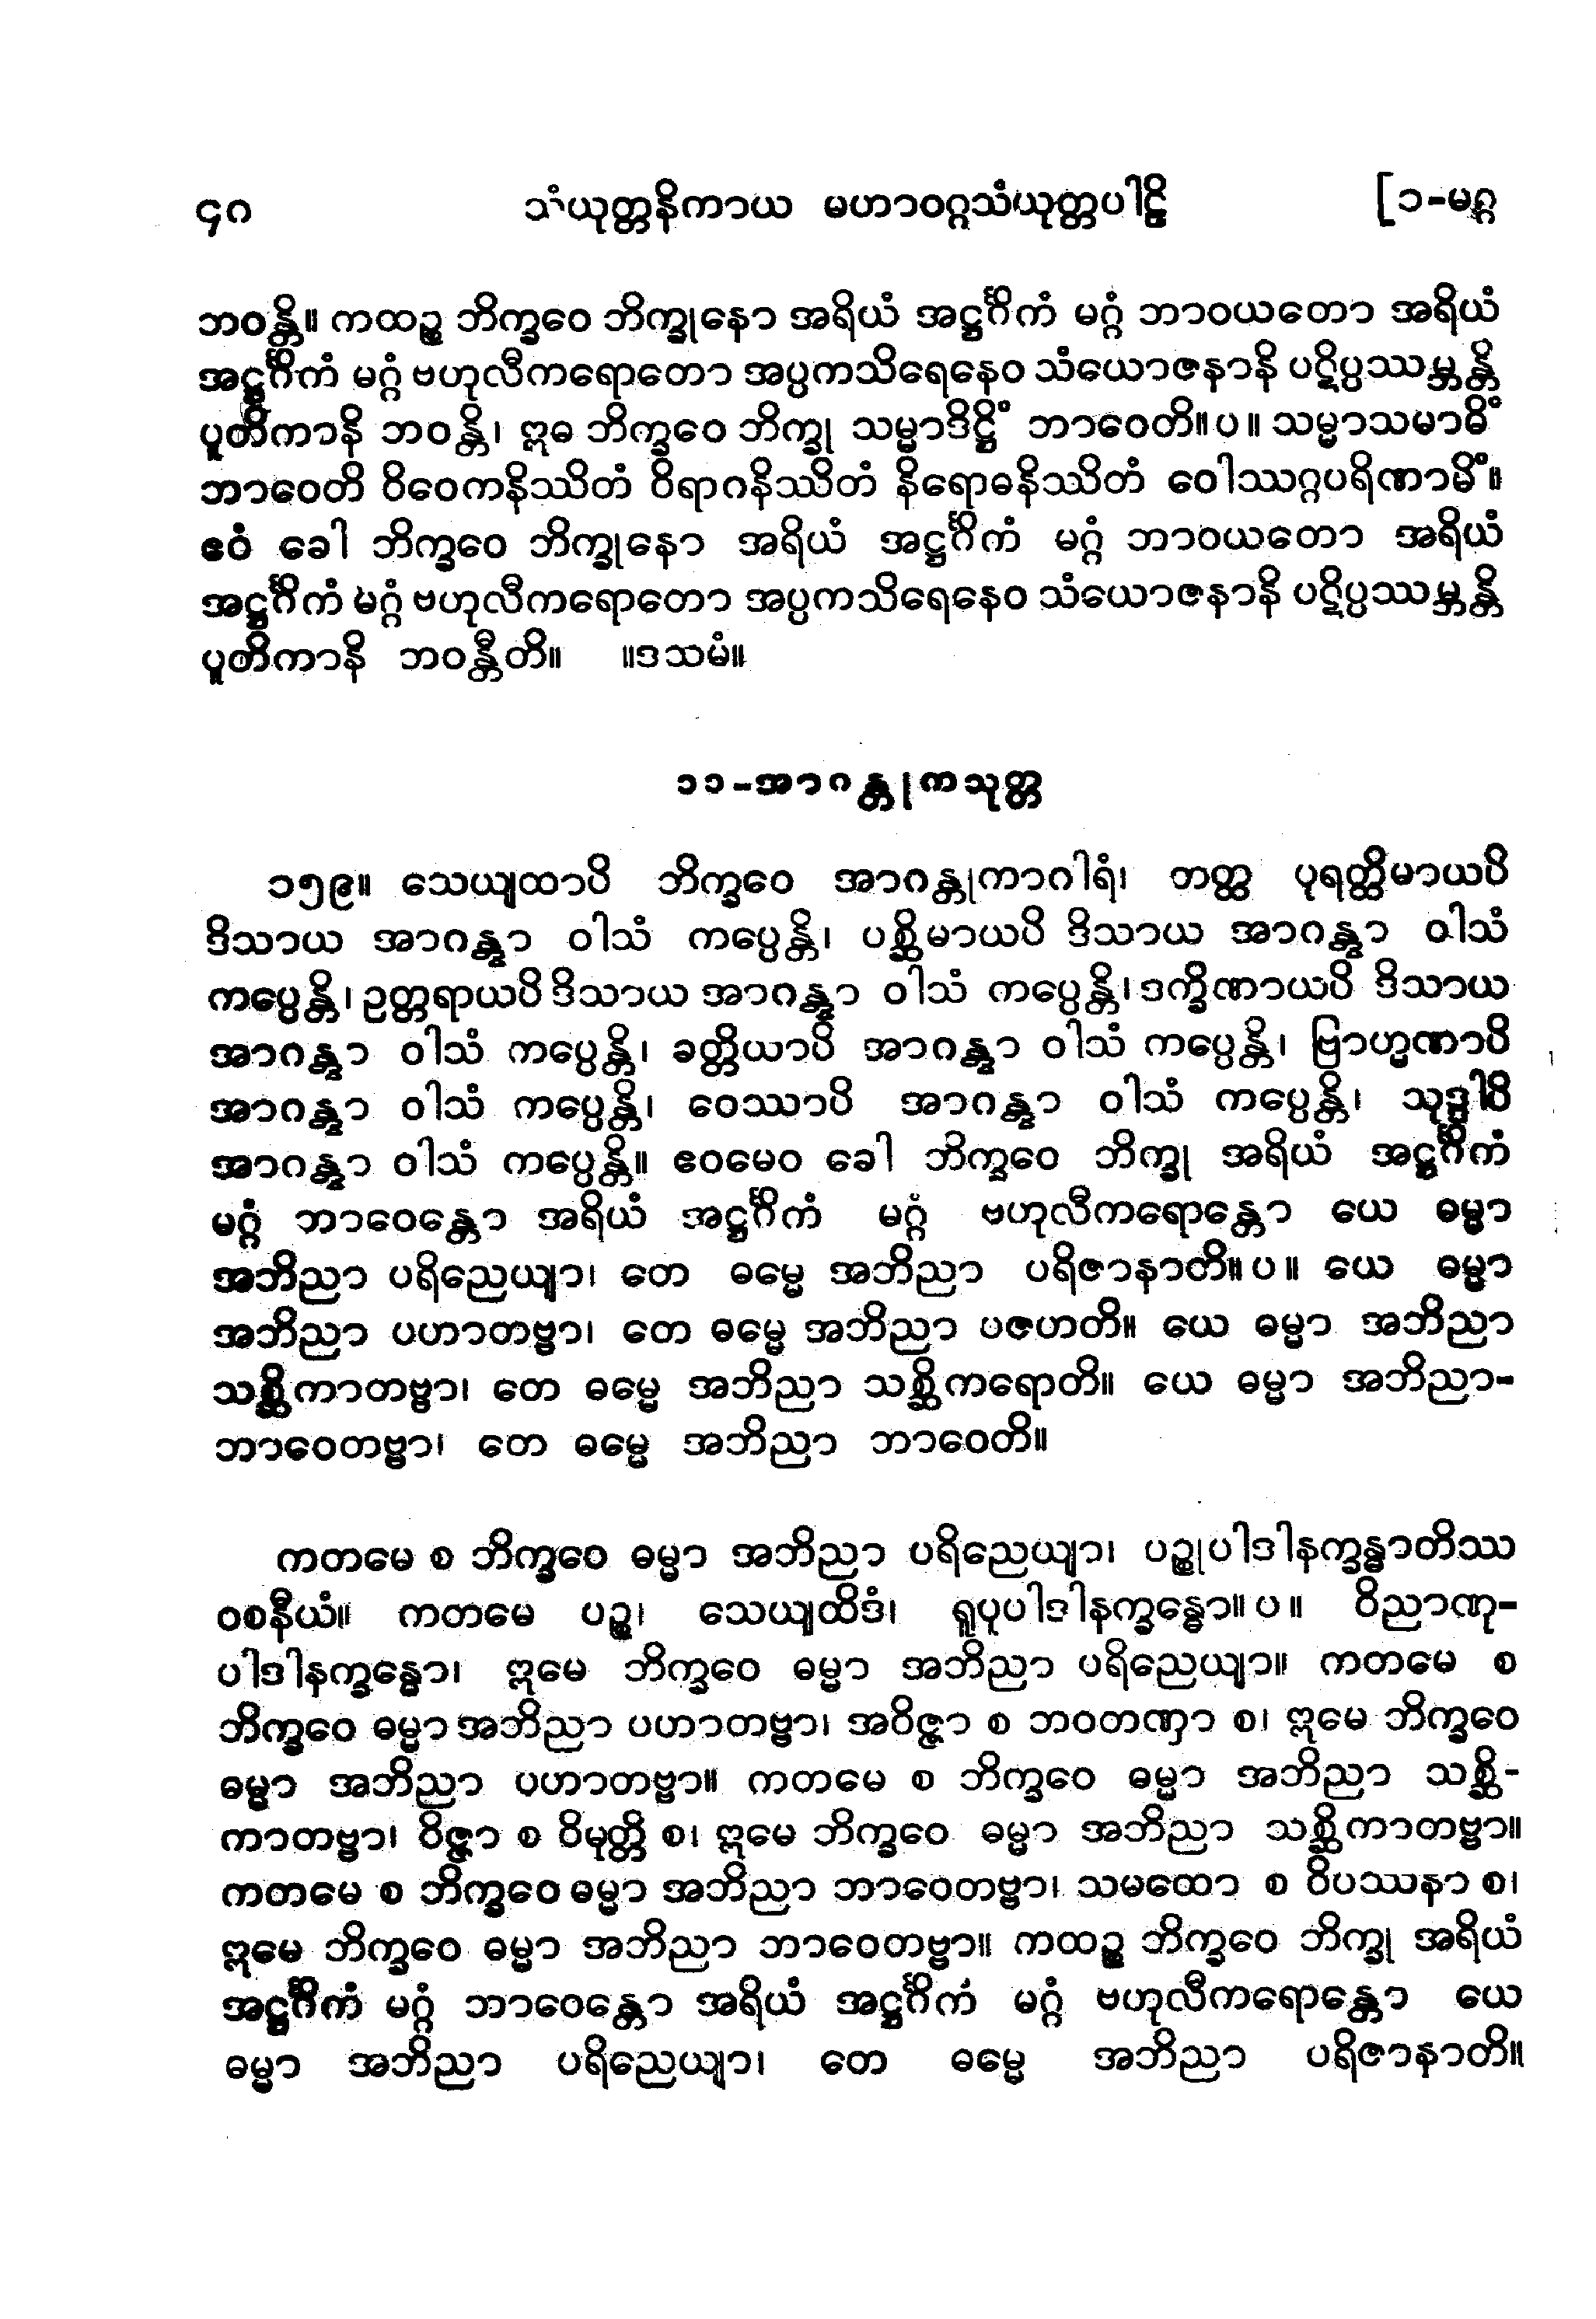 ၄၈ သံယုတ္တနိကာယ မဟာဝဂ္ဂသံယုတ္တပါဠိ [၁-မဂ္ဂ
ဘဝန္တိ။ ကထဉ္စ ဘိက္ခဝေ ဘိက္ခုနော အရိယံ အဋ္ဌင်္ဂိကံ မဂ္ဂံ ဘာဝယတော အရိယံ
အဋ္ဌင်္ဂိကံ မဂ္ဂံ ဗဟုလီကရောတော အပ္ပကသိရေနေဝ သံယောဇနာနိ ပဋိပ္ပဿမ္ဘန္တိ
ပူတိကာနိ ဘဝန္တိ၊ ဣဓ ဘိက္ခဝေ ဘိက္ခု သမ္မာဒိဋ္ဌိံ ဘာဝေတိ။ပ။ သမ္မာသမာဓိံ
ဘာဝေတိ ဝိဝေကနိဿိတံ ဝိရာဂနိဿိတံ နိရောဓနိဿိတံ ဝေါဿဂ္ဂပရိဏာမိံ။
ဧဝံ ခေါ ဘိက္ခဝေ ဘိက္ခုနော အရိယံ အဋ္ဌင်္ဂိကံ မဂ္ဂံ ဘာဝယတော အရိယံ
အဋ္ဌင်္ဂိကံ မဂ္ဂံ ဗဟုလီကရောတော အပ္ပကသိရေနေဝ သံယောဇနာနိ ပဋိပ္ပဿမ္ဘန္တိ
ပူတိကာနိ ဘဝန္တီတိ။ ။ဒသမံ။
၁၁-အာဂန္တုကသုတ္တ
၁၅၉။ သေယျထာပိ ဘိက္ခဝေ အာဂန္တုကာဂါရံ၊ တတ္ထ ပုရတ္ထိမာယပိ
ဒိသာယ အာဂန္တွာ ဝါသံ ကပ္ပေန္တိ၊ ပစ္ဆိမာယပိ ဒိသာယ အာဂန္တွာ ဝါသံ
ကပ္ပေန္တိ၊ ဥတ္တရာယပိ ဒိသာယ အာဂန္တွာ ဝါသံ ကပ္ပေန္တိ၊ ဒက္ခိဏာယပိ ဒိသာယ
အာဂန္တွာ ဝါသံ ကပ္ပေန္တိ၊ ခတ္တိယာပိ အာဂန္တွာ ဝါသံ ကပ္ပေန္တိ၊ ဗြာဟ္မဏာပိ
အာဂန္တွာ ဝါသံ ကပ္ပေန္တိ၊ ဝေဿာပိ အာဂန္တွာ ဝါသံ ကပ္ပေန္တိ၊ သုဒ္ဒါပိ
အာဂန္တွာ ဝါသံ ကပ္ပေန္တိ။ ဧဝမေဝ ခေါ ဘိက္ခဝေ ဘိက္ခု အရိယံ အဋ္ဌင်္ဂိကံ
မဂ္ဂံ ဘာဝေန္တော အရိယံ အဋ္ဌင်္ဂိကံ မဂ္ဂံ ဗဟုလီကရောန္တော ယေ ဓမ္မာ
အဘိညာ ပရိညေယျာ၊ တေ ဓမ္မေ အဘိညာ ပရိဇာနာတိ။ပ။ ယေ ဓမ္မာ
အဘိညာ ပဟာတဗ္ဗာ၊ တေ ဓမ္မေ အဘိညာ ပဇဟတိ။ ယေ ဓမ္မာ အဘိညာ
သစ္ဆိကာတဗ္ဗာ၊ တေ ဓမ္မေ အဘိညာ သစ္ဆိကရောတိ။ ယေ ဓမ္မာ အဘိညာ-
ဘာဝေတဗ္ဗာ၊ တေ ဓမ္မေ အဘိညာ ဘာဝေတိ။
ကတမေ စ ဘိက္ခဝေ ဓမ္မာ အဘိညာ ပရိညေယျာ၊ ပဉ္စုပါဒါနက္ခန္ဓာတိဿ
ဝစနီယံ။ ကတမေ ပဉ္စ၊ သေယျထိဒံ၊ ရူပုပါဒါနက္ခန္ဓော။ပ။ ဝိညာဏု-
ပါဒါနက္ခန္ဓော၊ ဣမေ ဘိက္ခဝေ ဓမ္မာ အဘိညာ ပရိညေယျာ။ ကတမေ စ
ဘိက္ခဝေ ဓမ္မာ အဘိညာ ပဟာတဗ္ဗာ၊ အဝိဇ္ဇာ စ ဘဝတဏှာ စ၊ ဣမေ ဘိက္ခဝေ
ဓမ္မာ အဘိညာ ပဟာတဗ္ဗာ။ ကတမေ စ ဘိက္ခဝေ ဓမ္မာ အဘိညာ သစ္ဆိ-
ကာတဗ္ဗာ၊ ဝိဇ္ဇာ စ ဝိမုတ္တိ စ၊ ဣမေ ဘိက္ခဝေ ဓမ္မာ အဘိညာ သစ္ဆိကာတဗ္ဗာ။
ကတမေ စ ဘိက္ခဝေ ဓမ္မာ အဘိညာ ဘာဝေတဗ္ဗာ၊ သမထော စ ဝိပဿနာ စ၊
ဣမေ ဘိက္ခဝေ ဓမ္မာ အဘိညာ ဘာဝေတဗ္ဗာ။ ကထဉ္စ ဘိက္ခဝေ ဘိက္ခု အရိယံ
အဋ္ဌင်္ဂိကံ မဂ္ဂံ ဘာဝေန္တော အရိယံ အဋ္ဌင်္ဂိကံ မဂ္ဂံ ဗဟုလီကရောန္တော ယေ
ဓမ္မာ အဘိညာ ပရိညေယျာ၊ တေ ဓမ္မေ အဘိညာ ပရိဇာနာတိ။